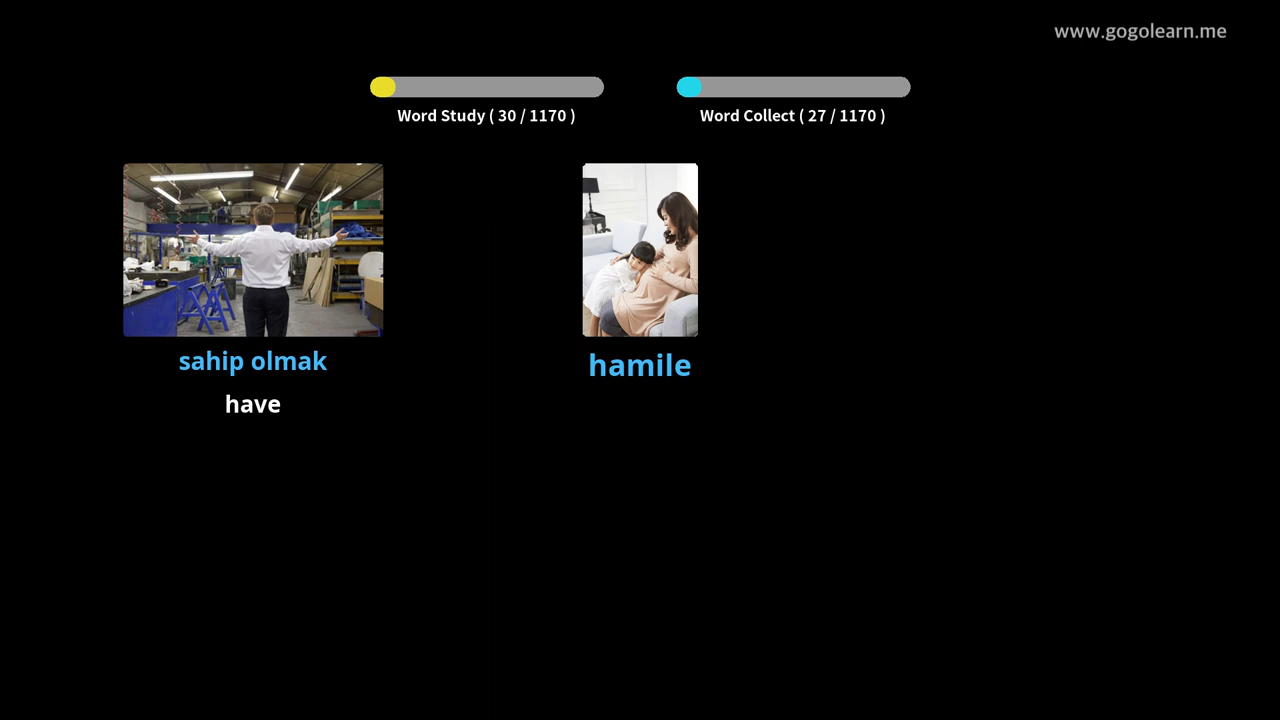 www.gogolearn.me
Word Study ( 30 / 1170 )
Word Collect ( 27 / 1170 )
sahip olmak
have
hamile